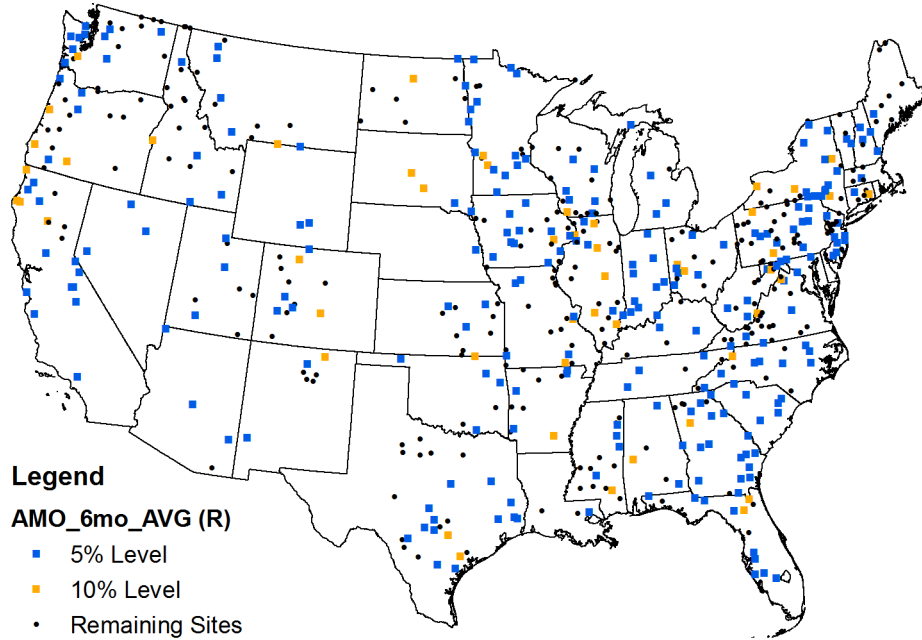 Legend
AMO_6mo_AVG (R)
5% Level
10% Level
Remaining Sites